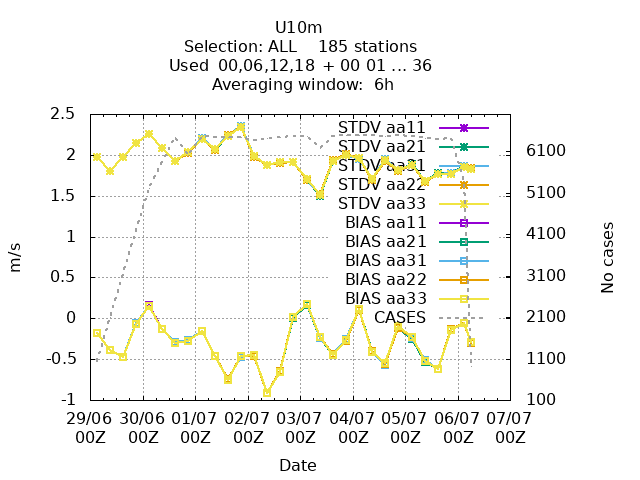 U10m
Selection: ALL 185 stations
Used 00,06,12,18 + 00 01 ... 36
Averaging window: 6h
2.5
2
1.5
1
0.5
0
-0.5
-1
m/s
STDV aa11
STDV aa21
STDV aa31
STDV aa22
STDV aa33
BIAS aa11
BIAS aa21
BIAS aa31
BIAS aa22
BIAS aa33
CASES
6100
5100
4100
3100
2100
1100
100
No cases
29/06 30/06 01/07 02/07 03/07 04/07 05/07 06/07 07/07
00Z 00Z 00Z 00Z 00Z 00Z 00Z 00Z 00Z
Date